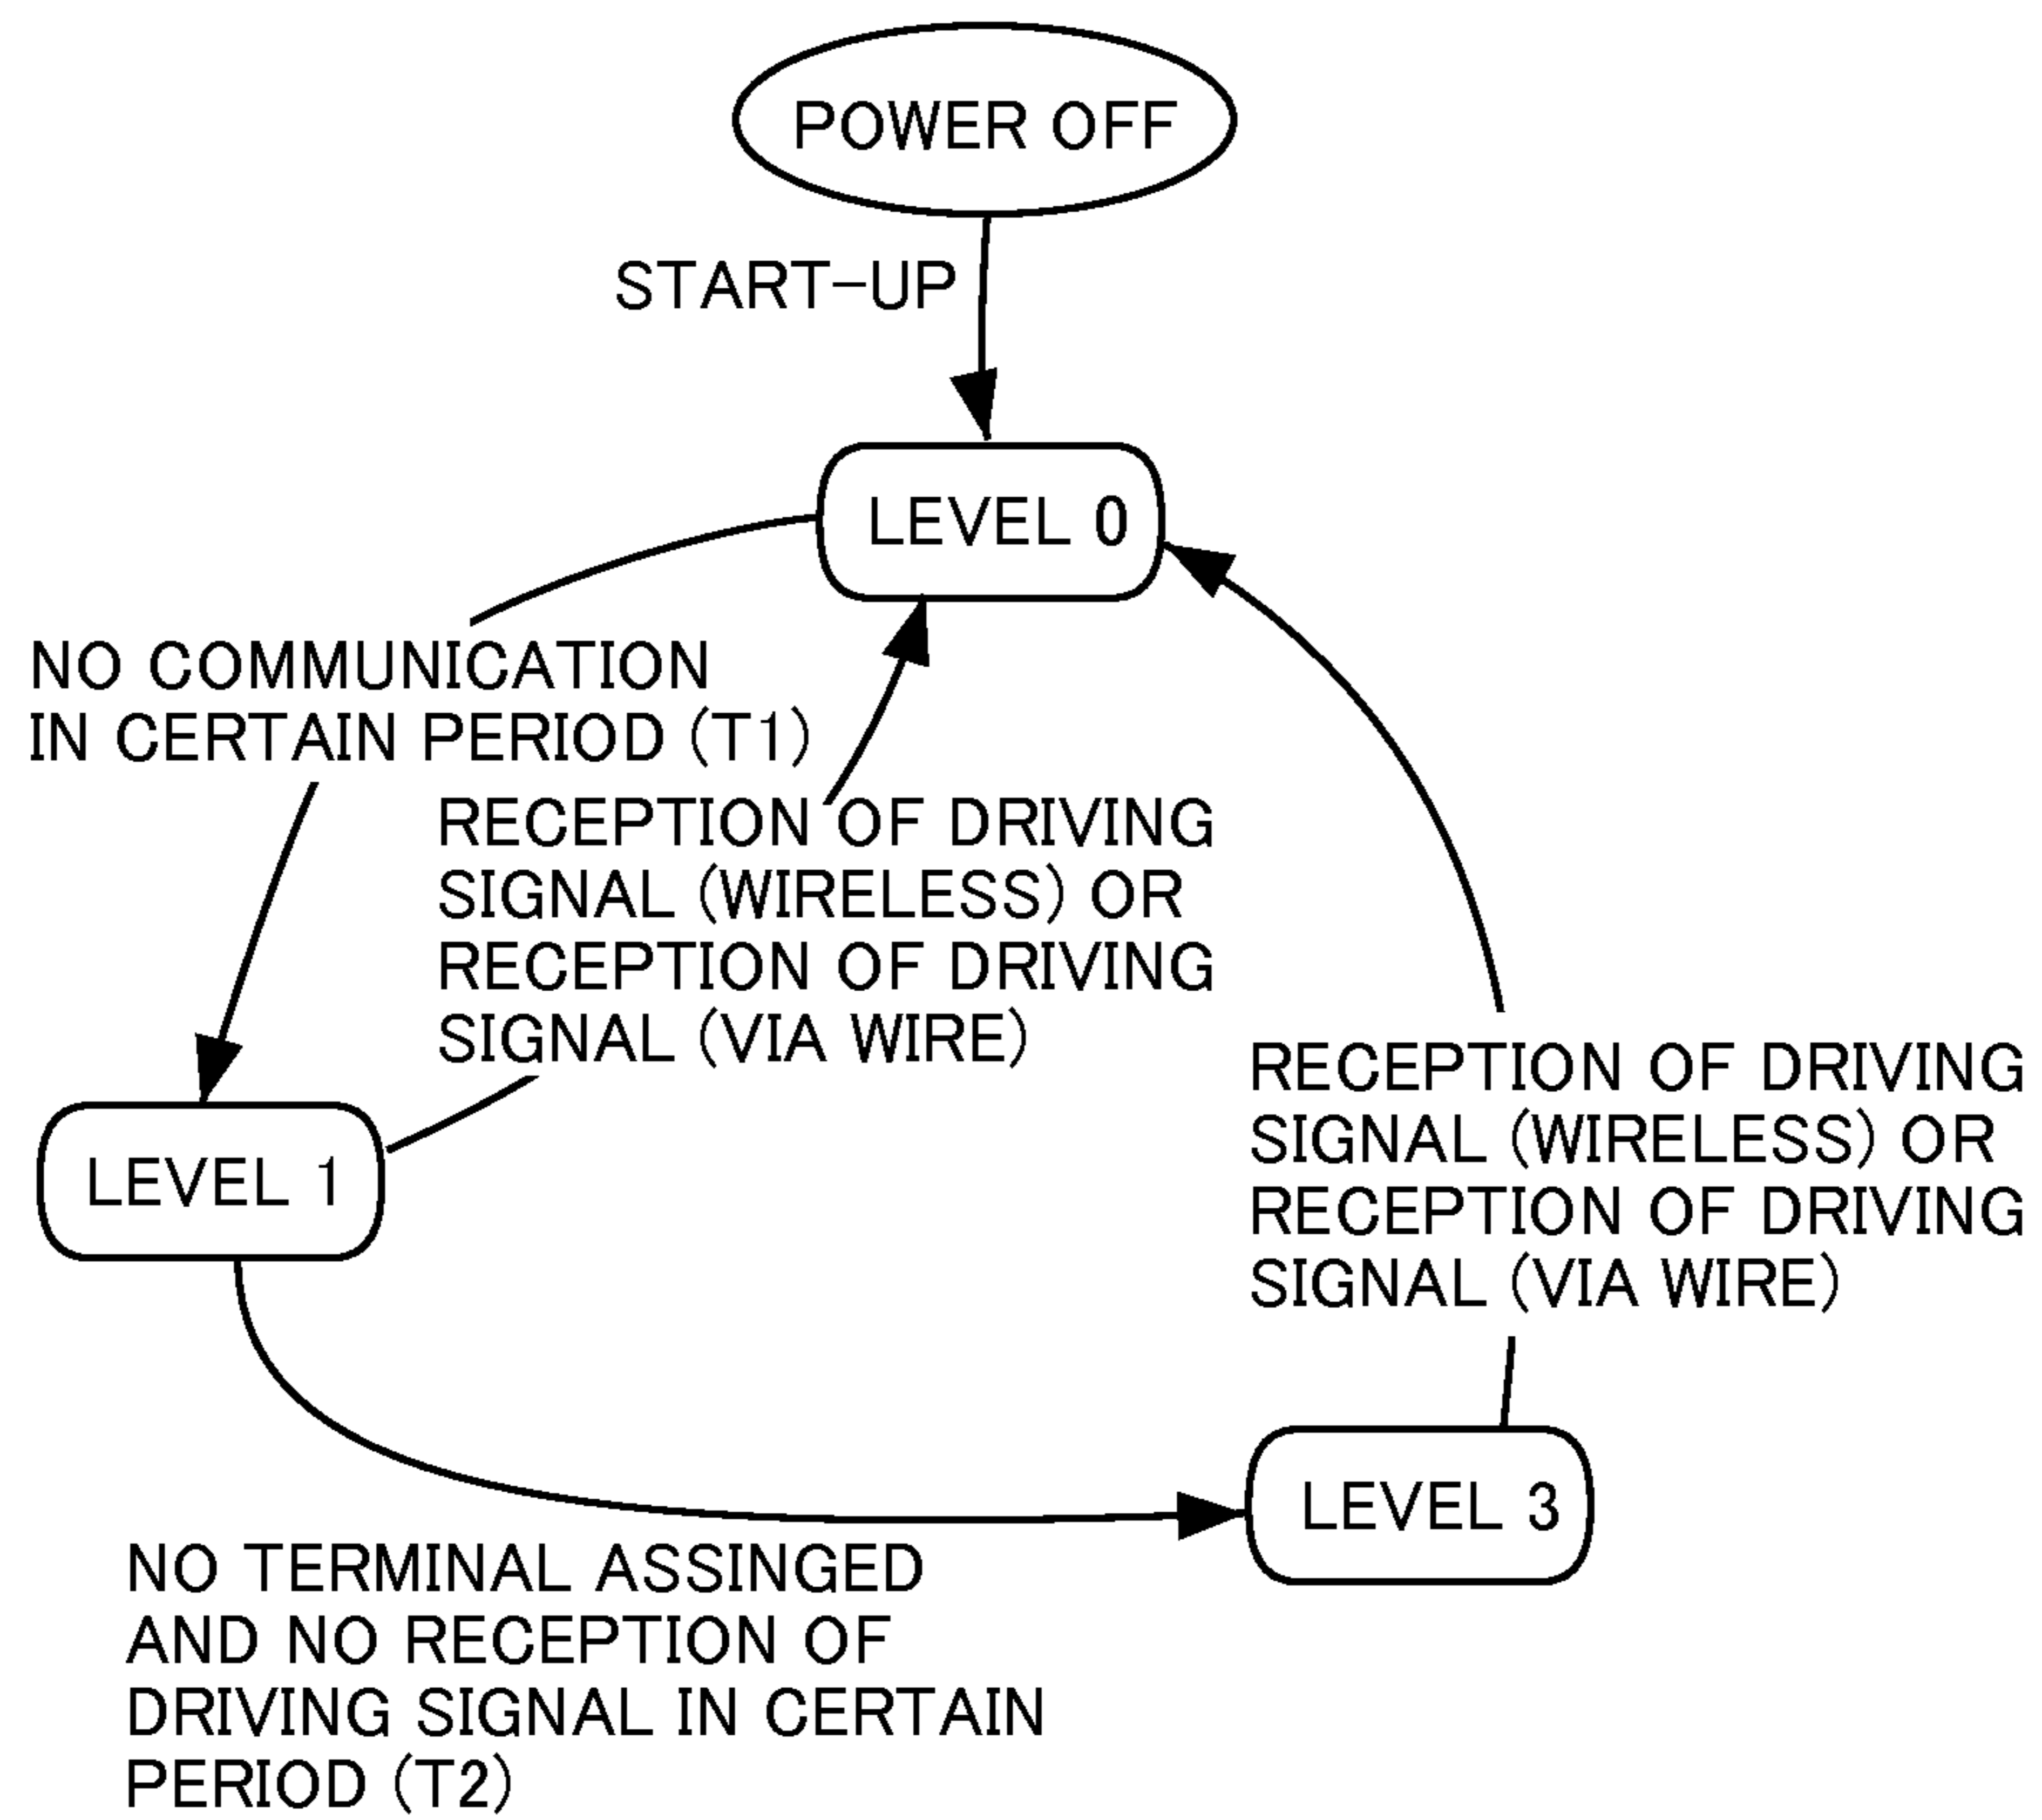 POWER OFF
START-UP
LEVEL 0
NO COMMUNICATION
IN CERTAIN PERIOD (T1)
RECEPTION OF DRIVING
SIGNAL (WIRELESS) OR
RECEPTION OF DRIVING
SIGNAL (VIA WIRE)
RECEPTION OF DRIVING
SIGNAL (WIRELESS) OR
RECEPTION OF DRIVING
SIGNAL (VIA WIRE)
LEVEL 1
LEVEL 3
NO TERMINAL ASSINGED
AND NO RECEPTION OF
DRIVING SIGNAL IN CERTAIN
PERIOD (T2)